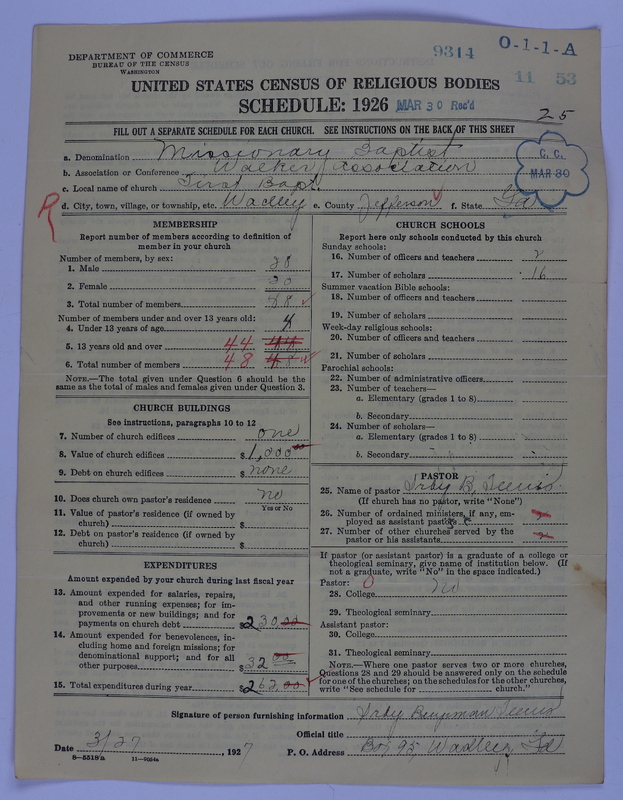 DEPARTMENT OF COMMERCE
BUREAU OF THE CENSUS
WASHINGTON
9314 O-1-1-A
11 53
UNITED STATES CENSUS OF RELIGIOUS BODIES
SCHEDULE: 1926 MAR 30 Rec'd
25
FILL OUT A SEPARATE SCHEDULE FOR EACH CHURCH. SEE INSTRUCTIONS ON THE BACK OF THIS SHEET
a. Denomination Missionary Baptist
b. Association or Conference Walker Association
c. Local name of church First Bapt.
C. C.
MAR 30
d. City, town, village, or township, etc. Wadley e. County Jefferson f. State Ga
R
MEMBERSHIP
Report number of members according to definition of
member in your church
Number of members, by sex:
1. Male 28
2. Female 20
3. Total number of members 48
Number of members under and over 13 years old:
4. Under 13 years of age 4
5. 13 years old and over 44 44
6. Total number of members 48 48
NOTE.—The total given under Question 6 should be
same as the total of males and females given under Question 3.
CHURCH BUILDINGS
See instructions, paragraphs 10 to 12
7. Number of church edifices one
8. Value of church edifices $1,000.00
9. Debt on church edifices $ none
10. Does church own pastor's residence no
Yes or No
11. Value of pastor's residence (if owned by
church) $
12. Debt on pastor's residence (if owned by
church) $
EXPENDITURES
Amount expended by your church during last fiscal year
13. Amount expended for salaries, repairs,
and other running expenses; for im-
provements or new buildings; and for
payments on church debt $230.00
14. Amount expended for benevolences, in-
cluding home and foreign missions; for
denominational support; and for all
other purposes $32.00
15. Total expenditures during year $262.00
CHURCH SCHOOLS
Report here only schools conducted by this church
Sunday schools:
16. Number of officers and teachers 2
17. Number of scholars 16
Summer vacation Bible schools:
18. Number of officers and teachers
19. Number of scholars
Week-day religious schools:
20. Number of officers and teachers
21. Number of scholars
Parochial schools:
22. Number of administrative officers
23. Number of teachers—
a. Elementary (grades 1 to 8)
b. Secondary
24. Number of scholars—
a. Elementary (grades 1 to 8)
b. Secondary
PASTOR
25. Name of pastor B.
(If church has no pastor, write "None")
26. Number of ordained ministers, if any, em-
ployed as assistant pastors
27. Number of other churches served by the
pastor or his assistants
If pastor (or assistant pastor) is a graduate of a college or
theological seminary, give name of institution below. (If
not a graduate, write "No" in the space indicated.)
Pastor: 0
28. College no
29. Theological seminary
Assistant pastor:
30. College
31. Theological seminary
NOTE.—Where one pastor serves two or more churches,
Questions 28 and 29 should be answered only on the schedule
for one of the churches; on the schedules for the other churches,
write "See schedule for church."
Signature of person furnishing information
Official title
Date 3/27, 1927 P. O. Address Box 95, Wadley, Ga
8-5519a 11-9054a